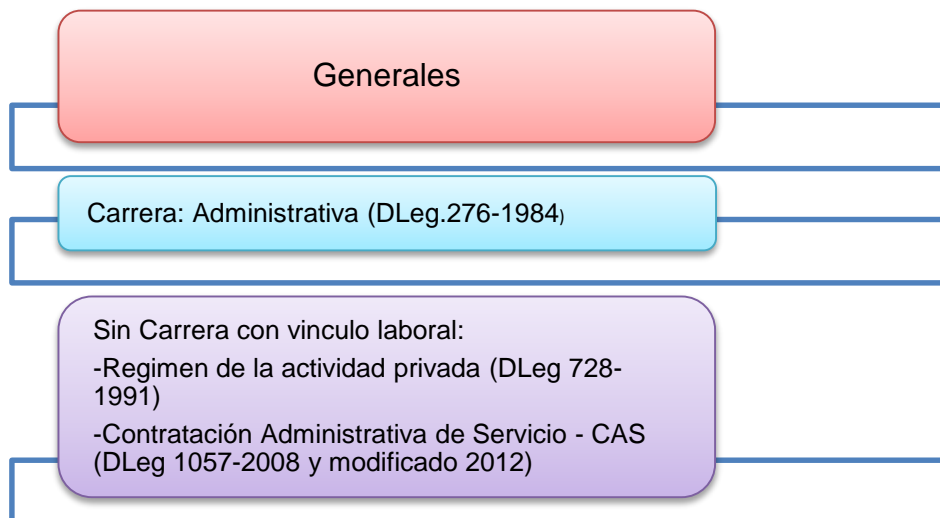 Generales
Carrera: Administrativa (DLeg.276-1984)
Sin Carrera con vinculo laboral:
-Regimen de la actividad privada (DLeg 728-
1991)
-Contratación Administrativa de Servicio - CAS
(DLeg 1057-2008 y modificado 2012)